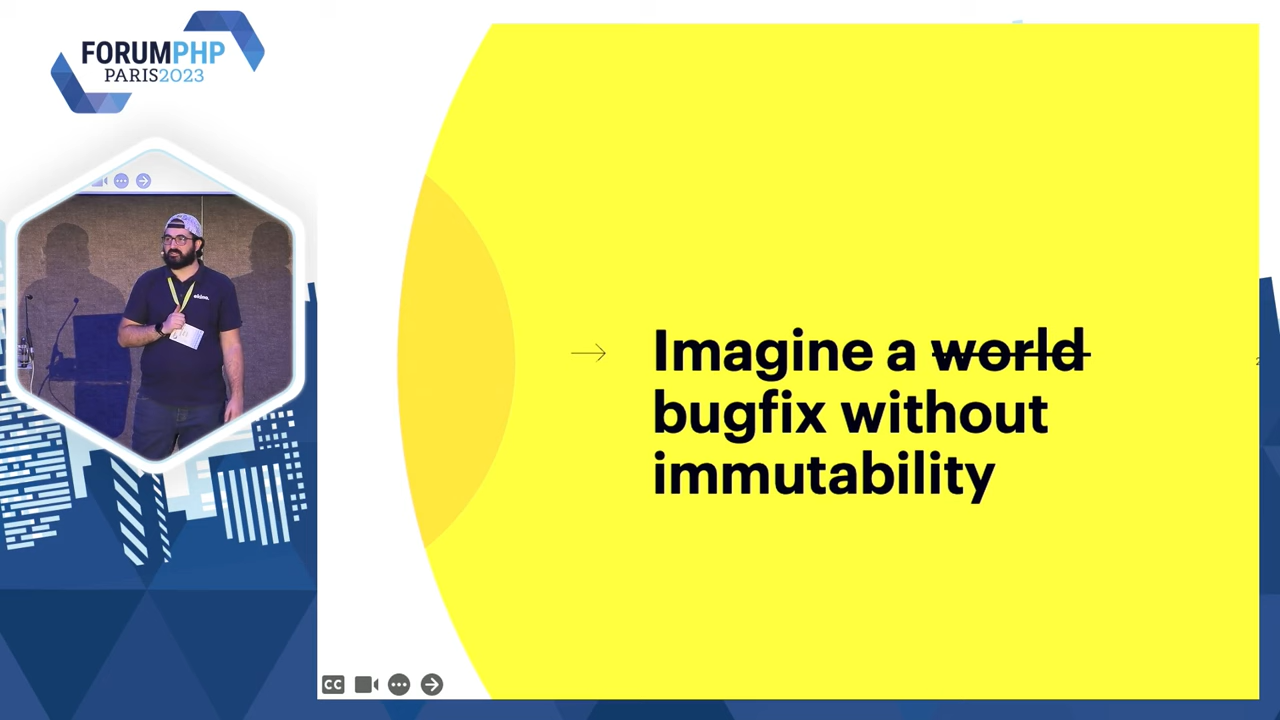 FORUMPHP
PARIS2023
Imagine a world
bugfix without
immutability
CC